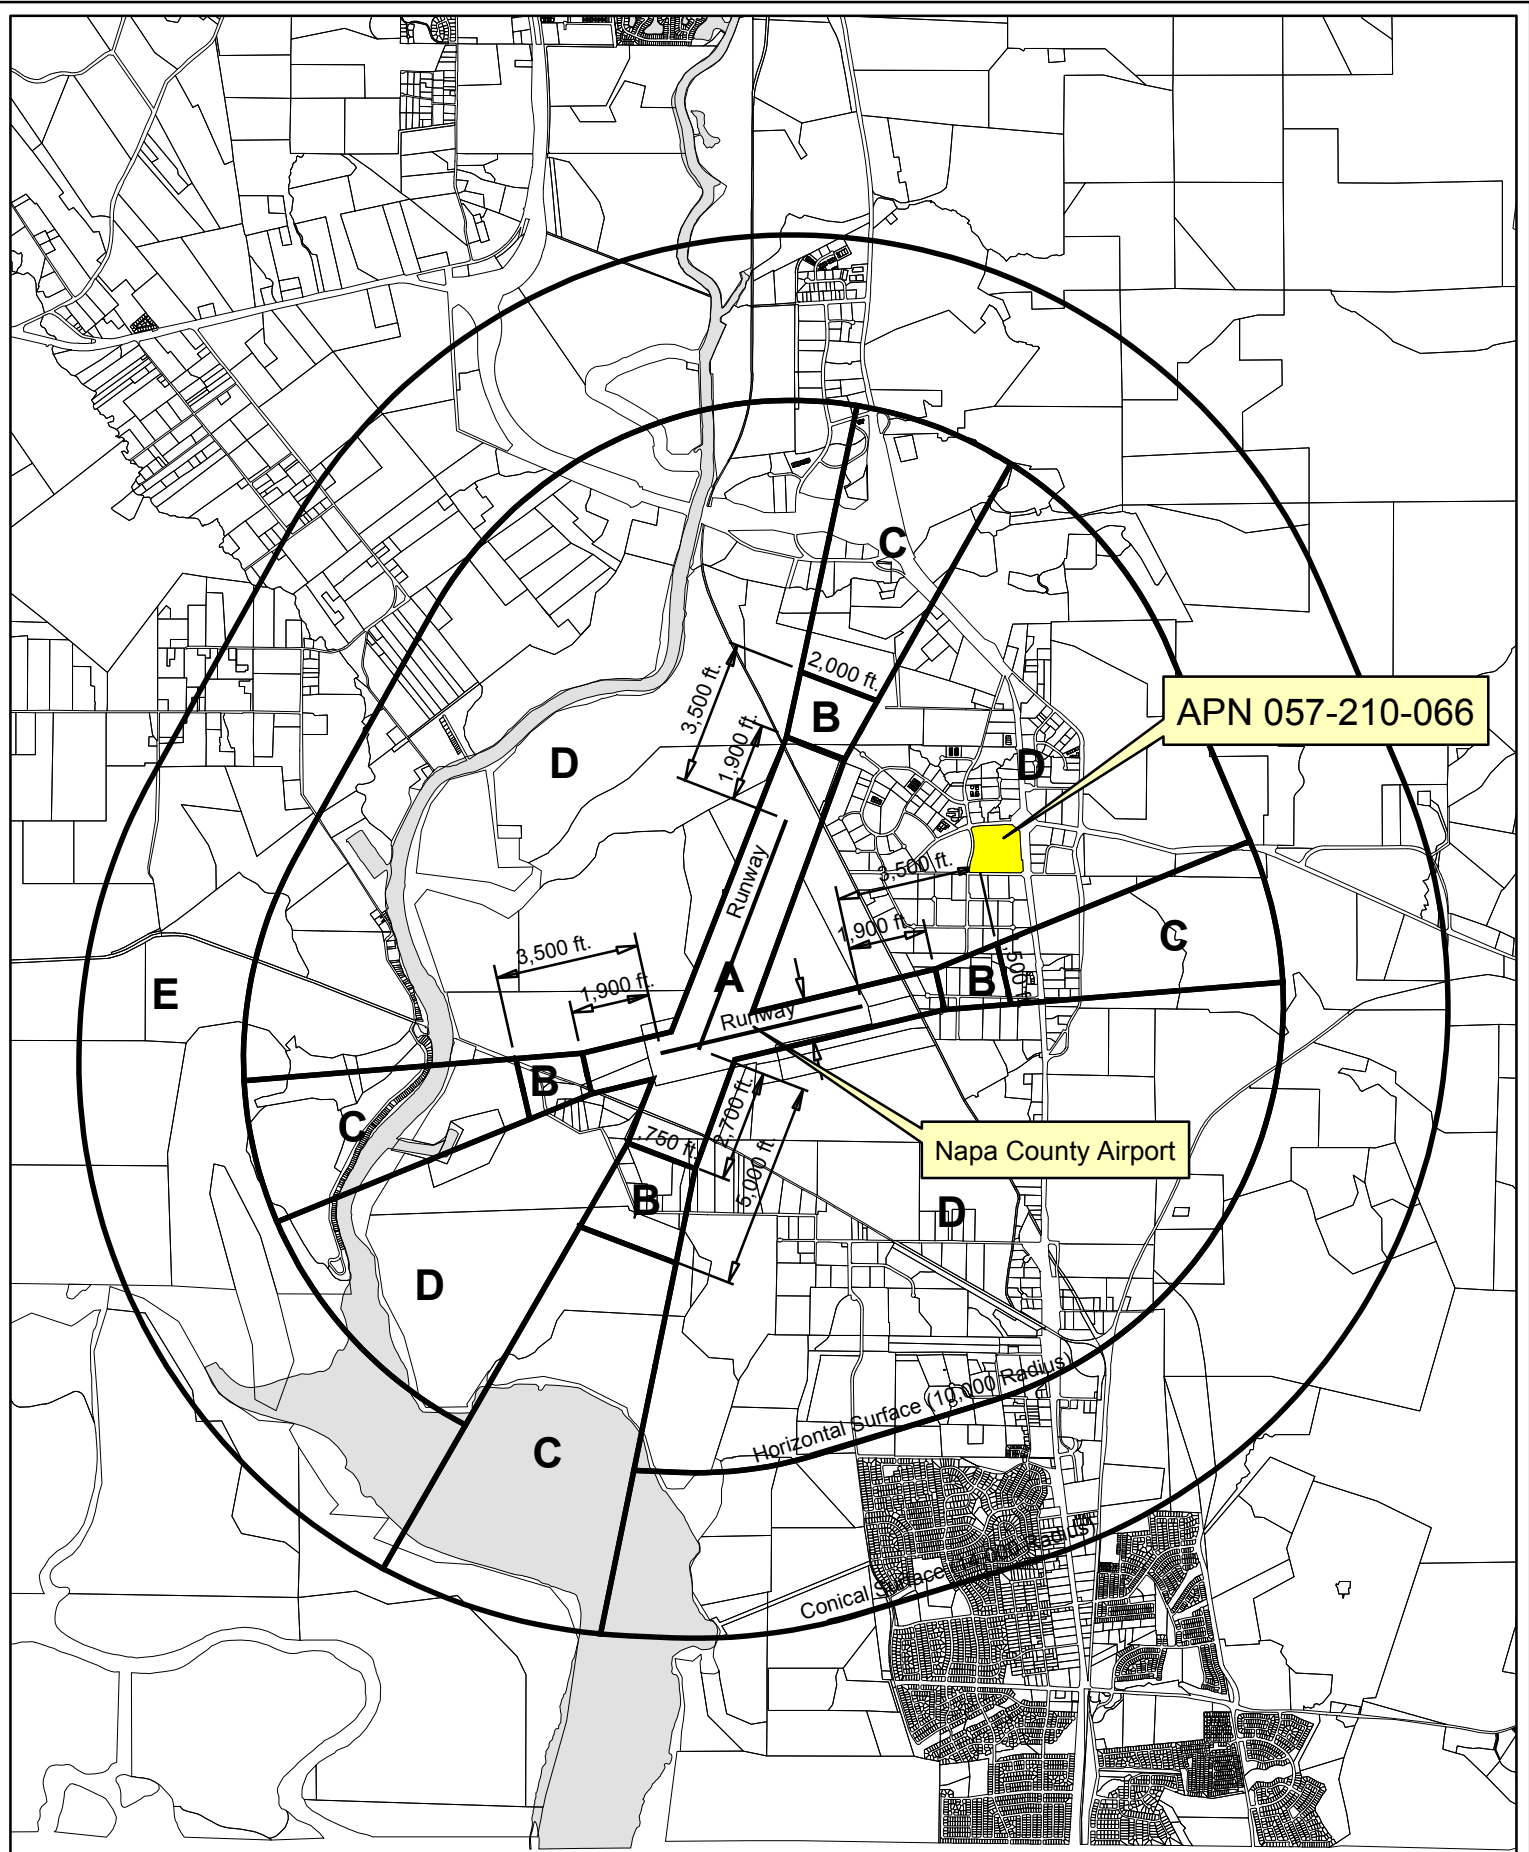 C
2,000 ft.
3,500 ft.
B
APN 057-210-066
1,900 ft.
D
D
Runway
3,500 ft.
1,900 ft.
C
3,500 ft.
A
B
E
1,900 ft.
Runway
B
C
2,700 ft.
750 ft.
5,000 ft.
Napa County Airport
B
D
D
Horizontal Surface (10,000 Radius)
C
Conical Surface
Radius)